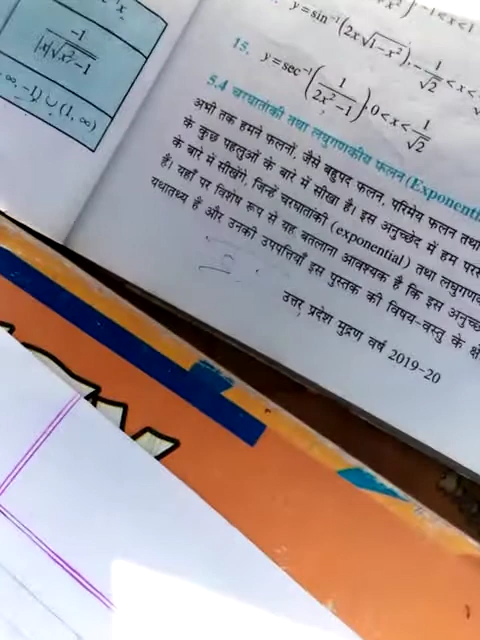 -1
|x|√x²-1
∞, -1) ∪ (1, ∞)
y = sin⁻¹(2x√1-x²), -1/√2 < x <
15. y = sec⁻¹(1/2x²-1), 0 < x < 1/√2
5.4 चरघातांकी तथा लघुगणकीय फलन (Exponenti
अभी तक हमने फलनों, जैसे बहुपद फलन, परिमेय फलन तथा
के कुछ पहलुओं के बारे में सीखा है। इस अनुच्छेद में हम पर
के बारे में सीखेंगे, जिन्हें चरघातांकी (exponential) तथा लघुगणक
हैं। यहाँ पर विशेष रूप से यह बतलाना आवश्यक है कि इस अनुच्छे
यथातथ्य हैं और उनकी उपपत्तियाँ इस पुस्तक की विषय-वस्तु के क्षे
उत्तर प्रदेश मुद्रण वर्ष 2019-20